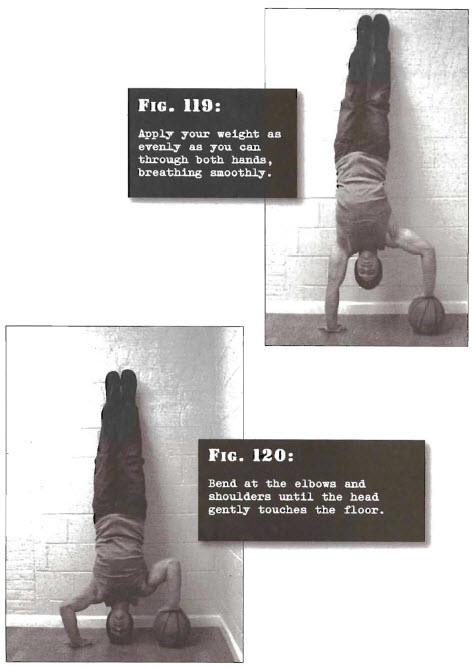 FIG. 119:
Apply your weight as
evenly as you can
through both hands,
breathing smoothly.
FIG. 120:
Bend at the elbows and
shoulders until the head
gently touches the floor.